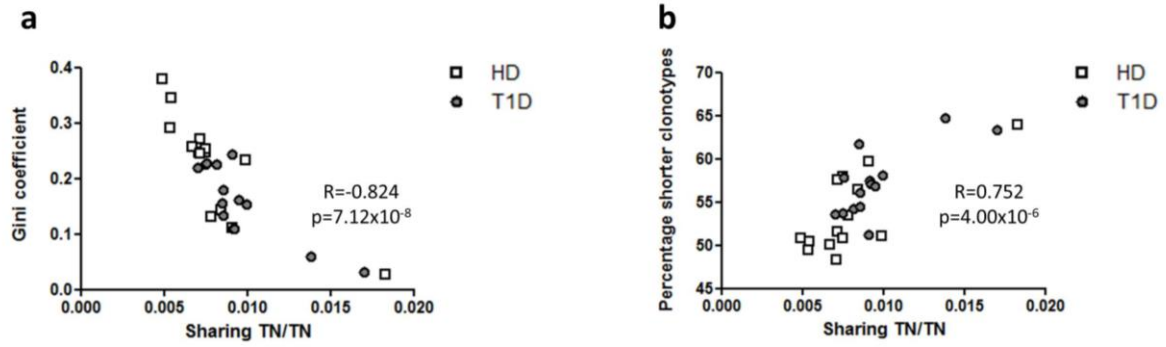 a
Gini coefficient
0.4
0.3
0.2
0.1
0.0
0.000 0.005 0.010 0.015 0.020
Sharing TN/TN
HD
T1D
R=-0.824
p=7.12x10-8
b
Percentage shorter clonotypes
70
65
60
55
50
45
0.000 0.005 0.010 0.015 0.020
Sharing TN/TN
HD
T1D
R=0.752
p=4.00x10-6